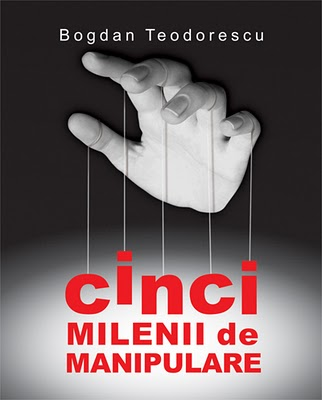 Bogdan Teodorescu
cinci
MILENII de
MANIPULARE